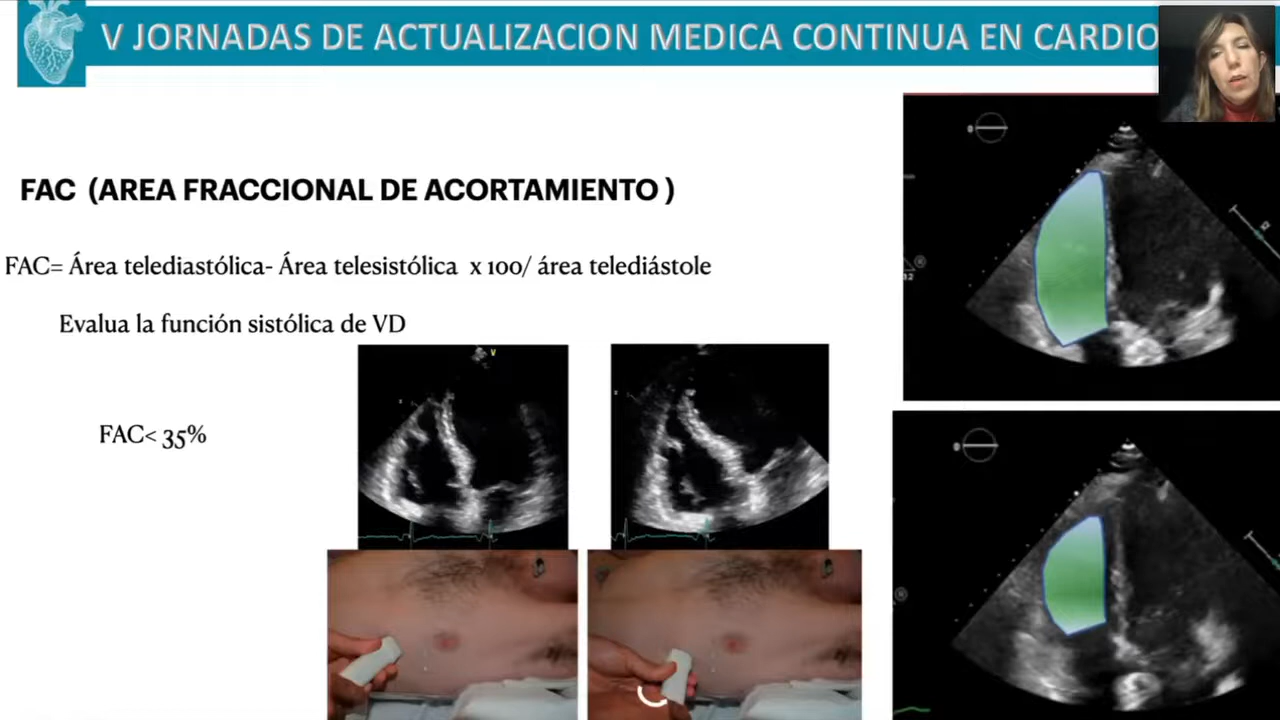 V JORNADAS DE ACTUALIZACION MEDICA CONTINUA EN CARDIO
FAC (AREA FRACCIONAL DE ACORTAMIENTO )
FAC= Área telediastólica- Área telesistólica x 100/ área telediástole
Evalua la función sistólica de VD
FAC< 35%
V